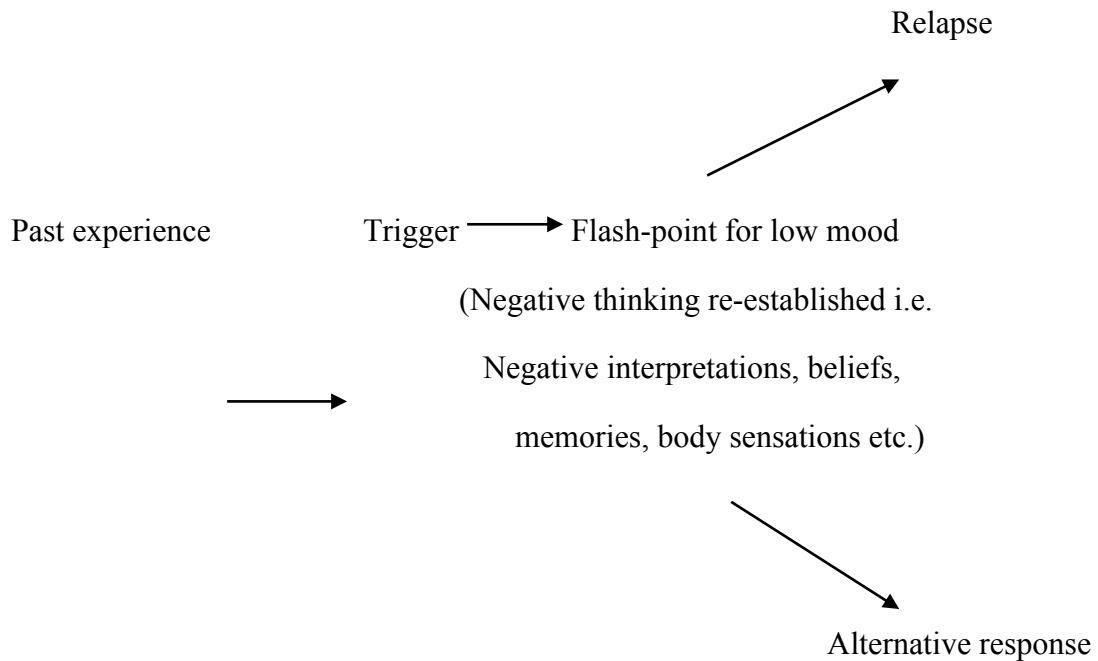 Relapse
Past experience Trigger Flash-point for low mood
(Negative thinking re-established i.e.
Negative interpretations, beliefs,
memories, body sensations etc.)
Alternative response